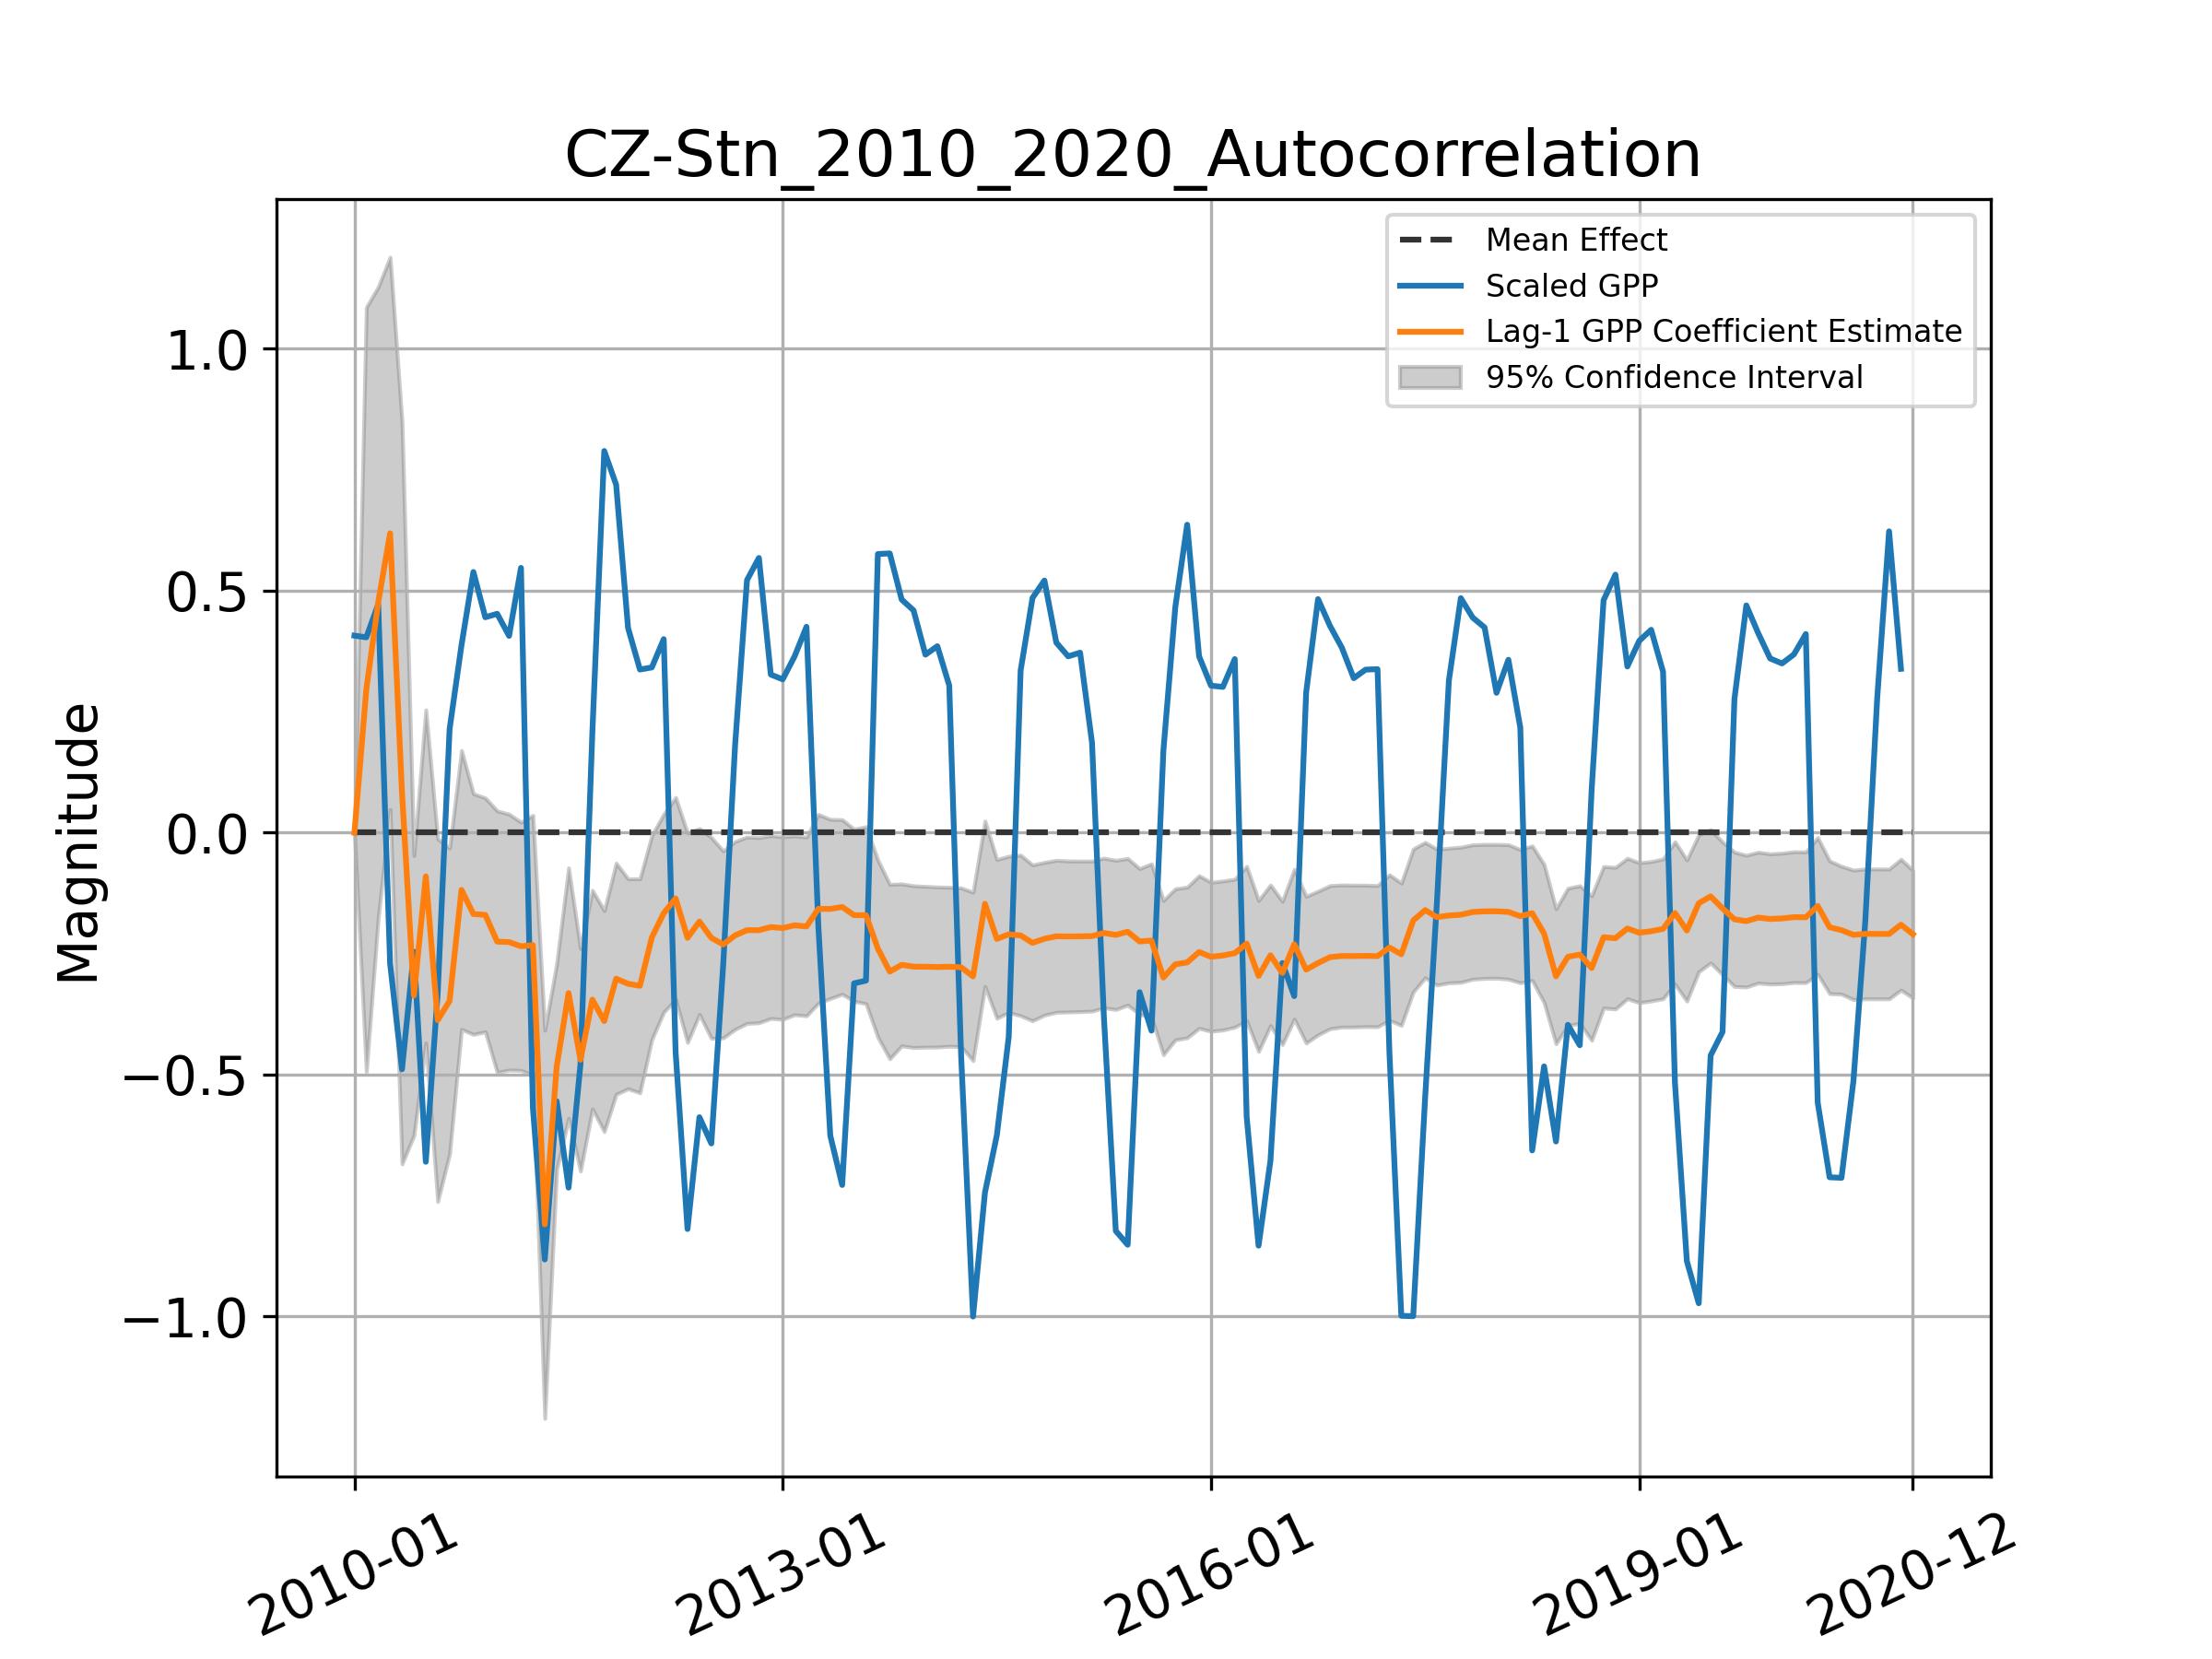 CZ-Stn_2010_2020_Autocorrelation
Mean Effect
Scaled GPP
Lag-1 GPP Coefficient Estimate
95% Confidence Interval
Magnitude
1.0
0.5
0.0
−0.5
−1.0
2010-01
2013-01
2016-01
2019-01
2020-12